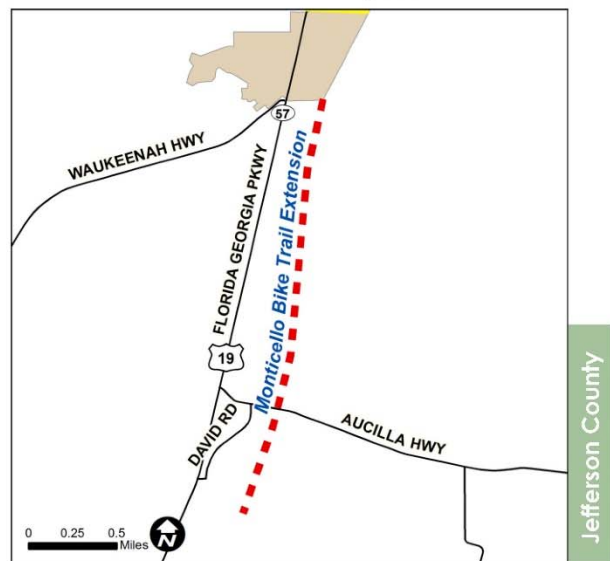 57
WAUKEENAH HWY
FLORIDA GEORGIA PKWY
Monticello Bike Trail Extension
19
DAVID RD
AUCILLA HWY
Jefferson County
0 0.25 0.5
Miles
N